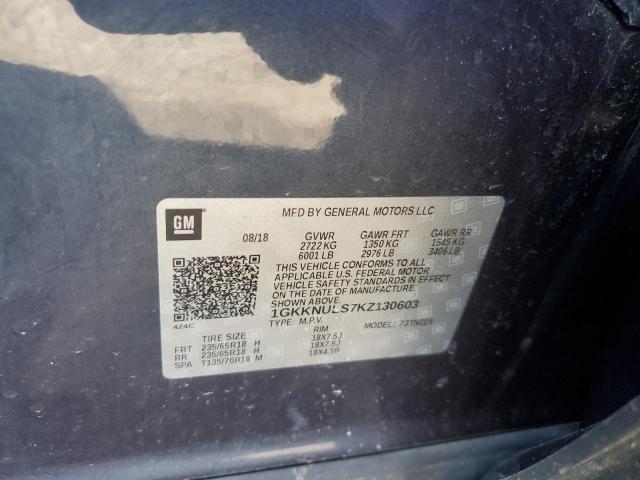 GM
MFD BY GENERAL MOTORS LLC
08/18 GVWR GAWR FRT GAWR RR
2722 KG 1350 KG 1545 KG
6001 LB 2976 LB 3406 LB
THIS VEHICLE CONFORMS TO ALL
APPLICABLE U.S. FEDERAL MOTOR
VEHICLE SAFETY STANDARDS IN EFFECT
ON THE DATE OF MANUFACTURE
SHOWN ABOVE.
1GKKNULS7KZ130603
424C
TYPE: M.P.V. MODEL: 73TND26
TIRE SIZE RIM
FRT 235/65R18 H 18X7.5J
RR 235/65R18 H 18X7.5J
SPA T135/70R18 M 18X4.5B